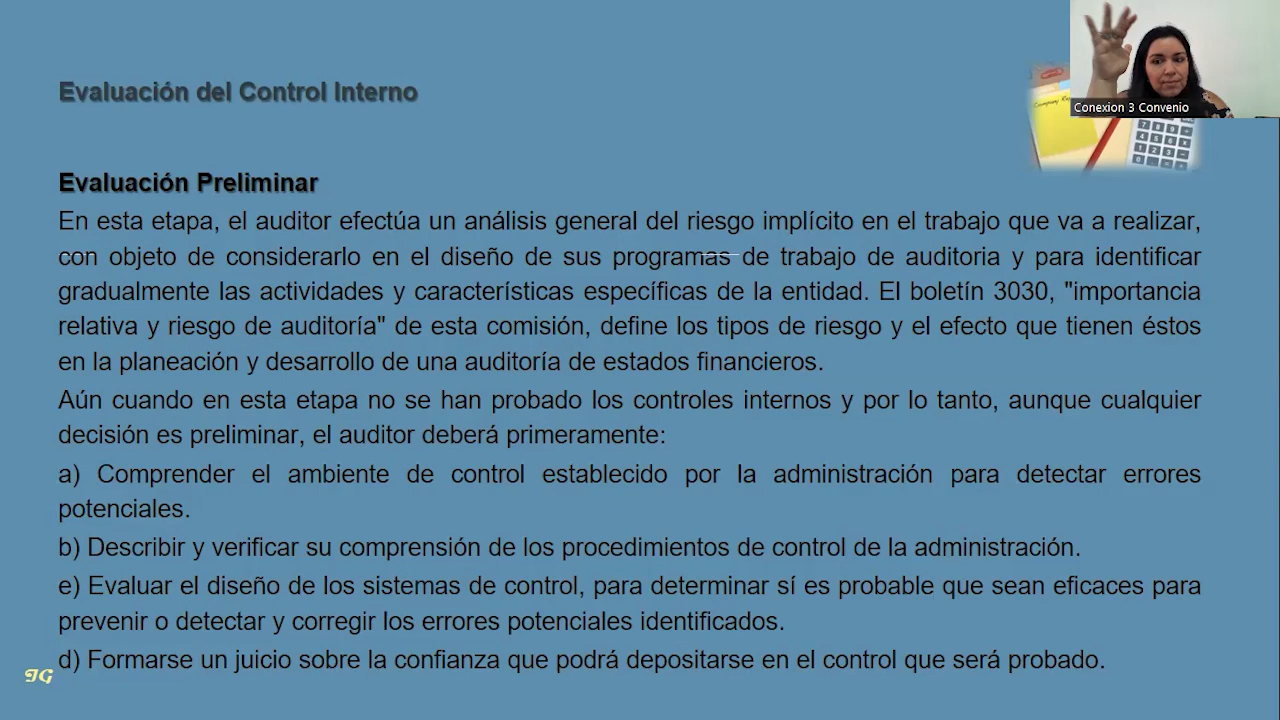 Evaluación del Control Interno
Conexion 3 Convenio
Evaluación Preliminar
En esta etapa, el auditor efectúa un análisis general del riesgo implícito en el trabajo que va a realizar,
con objeto de considerarlo en el diseño de sus programas de trabajo de auditoria y para identificar
gradualmente las actividades y características específicas de la entidad. El boletín 3030, "importancia
relativa y riesgo de auditoría" de esta comisión, define los tipos de riesgo y el efecto que tienen éstos
en la planeación y desarrollo de una auditoría de estados financieros.
Aún cuando en esta etapa no se han probado los controles internos y por lo tanto, aunque cualquier
decisión es preliminar, el auditor deberá primeramente:
a) Comprender el ambiente de control establecido por la administración para detectar errores
potenciales.
b) Describir y verificar su comprensión de los procedimientos de control de la administración.
e) Evaluar el diseño de los sistemas de control, para determinar sí es probable que sean eficaces para
prevenir o detectar y corregir los errores potenciales identificados.
d) Formarse un juicio sobre la confianza que podrá depositarse en el control que será probado.
IG